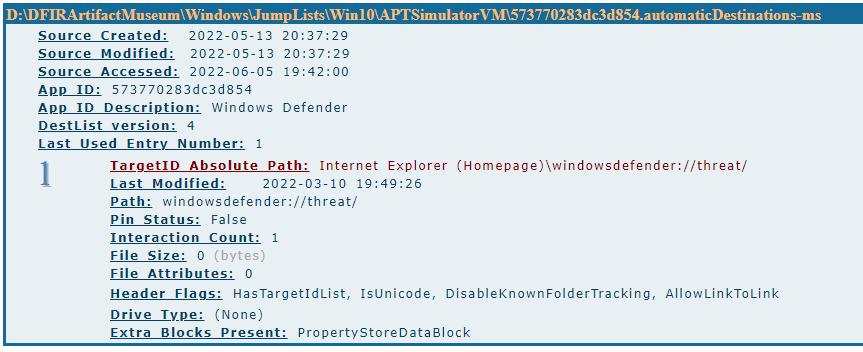 D:\DFIRArtifactMuseum\Windows\JumpLists\Win10\APTSimulatorVM\573770283dc3d854.automaticDestinations-ms
Source Created: 2022-05-13 20:37:29
Source Modified: 2022-05-13 20:37:29
Source Accessed: 2022-06-05 19:42:00
App ID: 573770283dc3d854
App ID Description: Windows Defender
DestList version: 4
Last Used Entry Number: 1
1 TargetID Absolute Path: Internet Explorer (Homepage)\windowsdefender://threat/
Last Modified: 2022-03-10 19:49:26
Path: windowsdefender://threat/
Pin Status: False
Interaction Count: 1
File Size: 0 (bytes)
File Attributes: 0
Header Flags: HasTargetIdList, IsUnicode, DisableKnownFolderTracking, AllowLinkToLink
Drive Type: (None)
Extra Blocks Present: PropertyStoreDataBlock